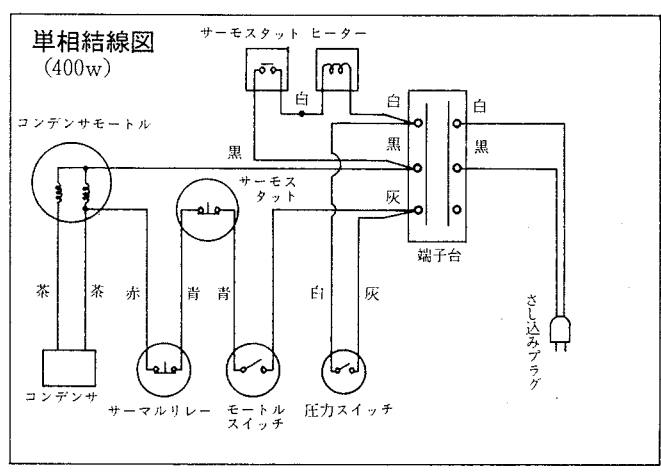 単相結線図
(400w)
サーモスタット ヒーター
白
白
白
コンデンサモートル
黒
黒
黒
サーモス
タット
灰
端子台
茶
茶
赤
青
青
白
灰
さし込みプラグ
コンデンサ
サーマルリレー
モートル
スイッチ
圧力スイッチ